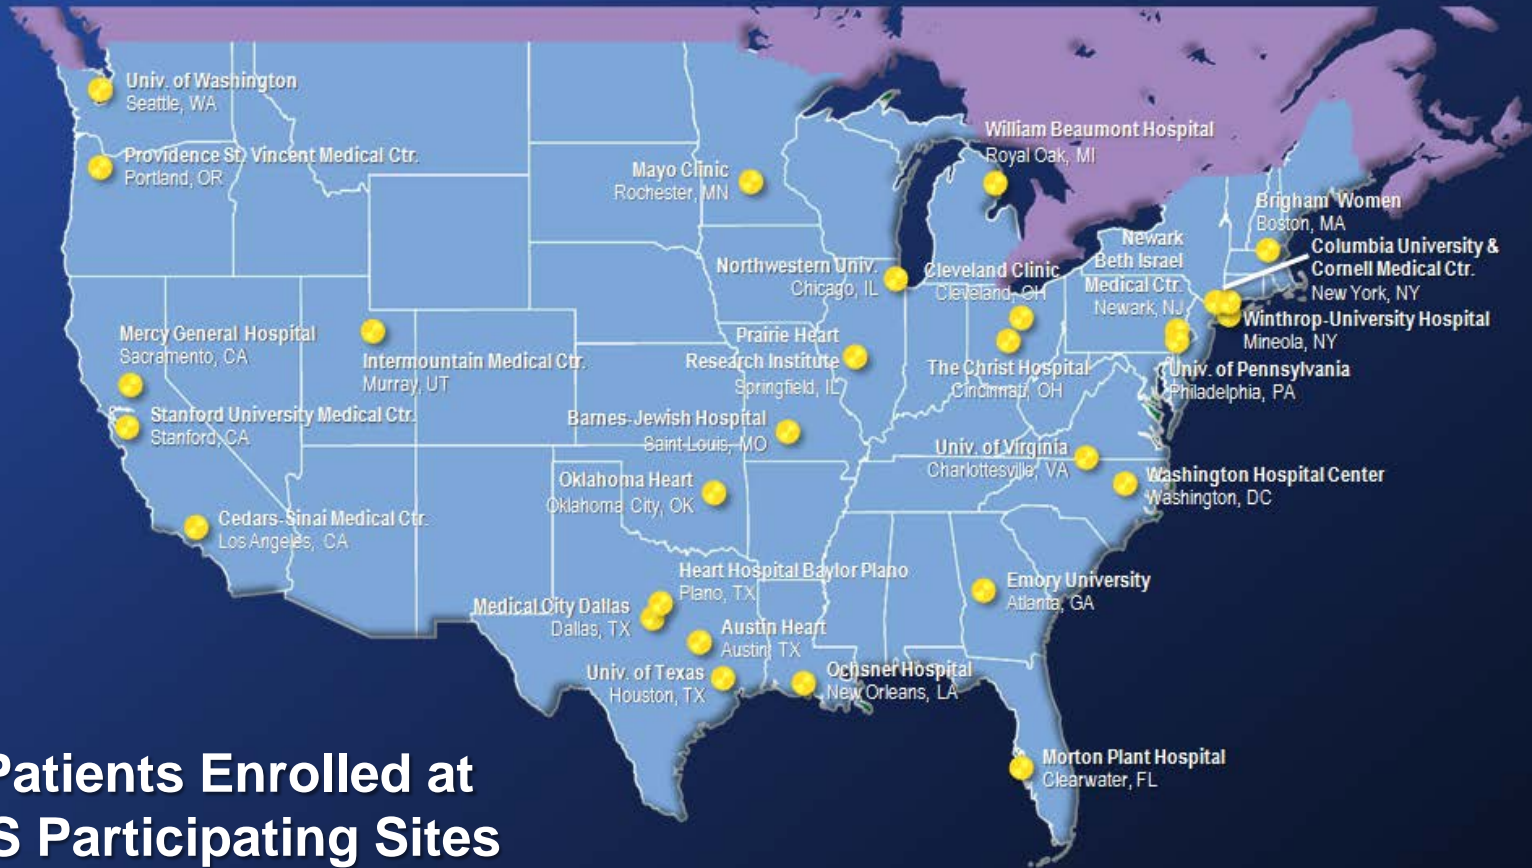 Univ. of Washington
Seattle, WA
Providence St. Vincent Medical Ctr.
Portland, OR
Mayo Clinic
Rochester, MN
William Beaumont Hospital
Royal Oak, MI
Brigham Women
Boston, MA
Newark
Beth Israel
Medical Ctr.
Newark, NJ
Columbia University &
Cornell Medical Ctr.
New York, NY
Northwestern Univ.
Chicago, IL
Cleveland Clinic
Cleveland, OH
Winthrop-University Hospital
Mineola, NY
Mercy General Hospital
Sacramento, CA
Intermountain Medical Ctr.
Murray, UT
Prairie Heart
Research Institute
Springfield, IL
The Christ Hospital
Cincinnati, OH
Univ. of Pennsylvania
Philadelphia, PA
Stanford University Medical Ctr.
Stanford, CA
Barnes-Jewish Hospital
Saint Louis, MO
Univ. of Virginia
Charlottesville, VA
Washington Hospital Center
Washington, DC
Oklahoma Heart
Oklahoma City, OK
Cedars-Sinai Medical Ctr.
Los Angeles, CA
Heart Hospital Baylor Plano
Plano, TX
Emory University
Atlanta, GA
Medical City Dallas
Dallas, TX
Austin Heart
Austin, TX
Univ. of Texas
Houston, TX
Ochsner Hospital
New Orleans, LA
Morton Plant Hospital
Clearwater, FL
Patients Enrolled at
S Participating Sites